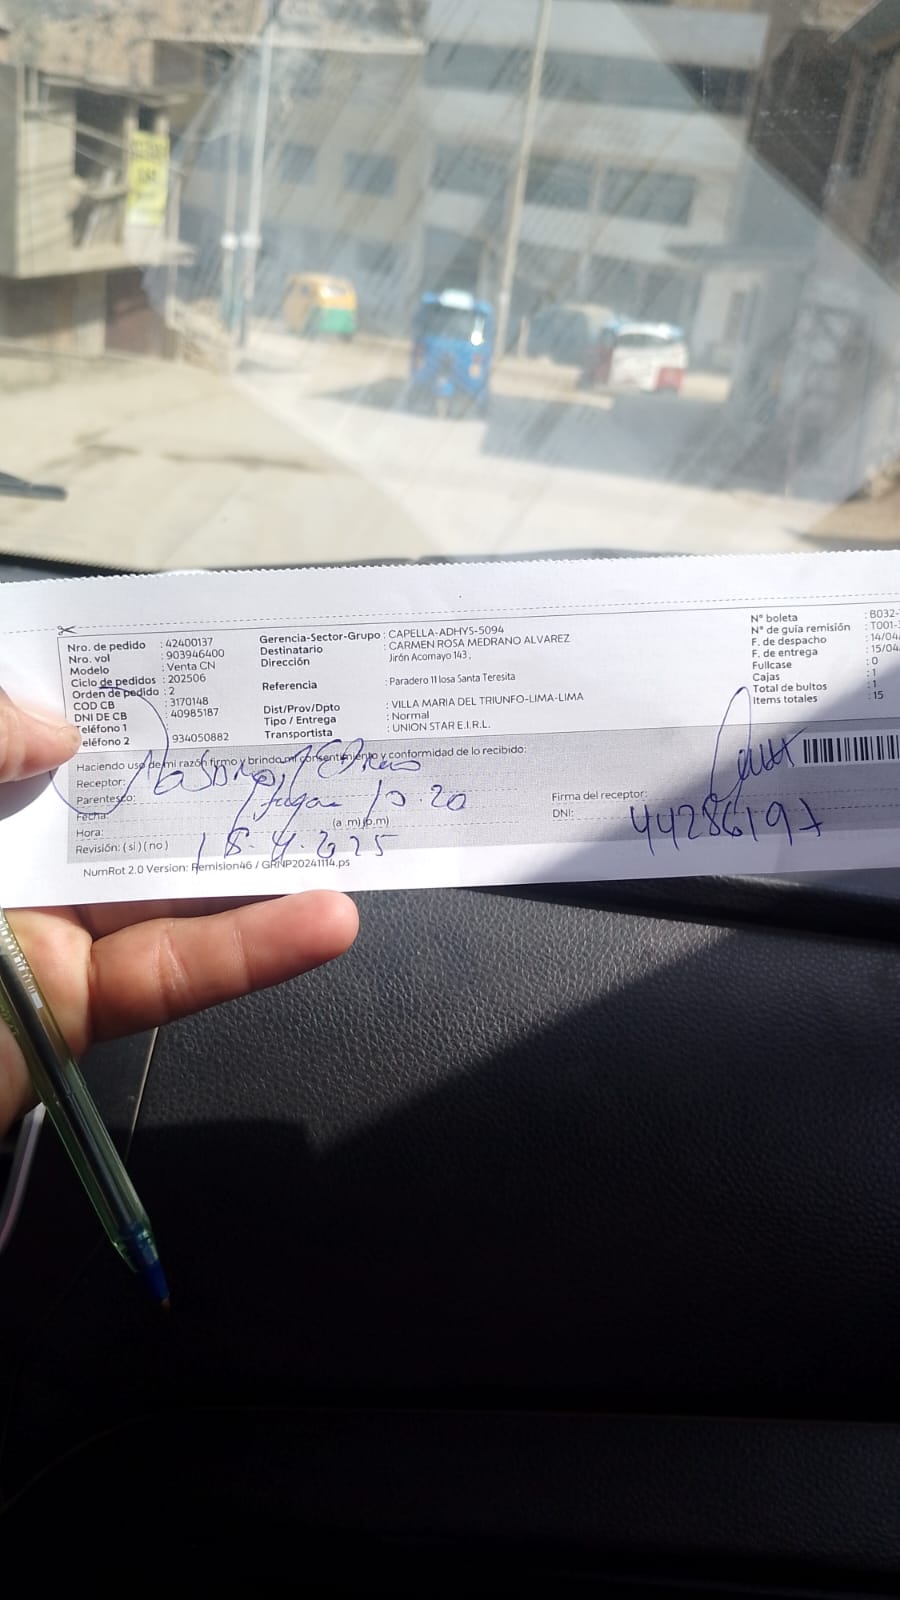 Nro. de pedido : 42400137
Nro. vol : 903946400
Modelo : Venta CN
Ciclo de pedidos : 202506
Orden de pedido : 2
COD CB : 3170148
DNI DE CB : 40985187
Teléfono 1
Teléfono 2 934050882
Gerencia-Sector-Grupo : CAPELLA-ADHYS-5094
Destinatario : CARMEN ROSA MEDRANO ALVAREZ
Dirección Jirón Acomayo 143,
Referencia : Paradero 11 losa Santa Teresita
Dist/Prov/Dpto : VILLA MARIA DEL TRIUNFO-LIMA-LIMA
Tipo / Entrega : Normal
Transportista : UNION STAR E.I.R.L.
N° boleta : B032-
N° de guía remisión : T001-
F. de despacho : 14/04
F. de entrega : 15/04
Fullcase : 0
Cajas : 1
Total de bultos : 1
Items totales : 15
Haciendo uso de mi razón firmo y brindo mi consentimiento y conformidad de lo recibido:
Receptor:
Parentesco:
10.20
Fecha:
Hora: (a.m)(p.m)
Revisión: (si) (no)
Firma del receptor:
DNI: 44286197
NumRot 2.0 Version: Remision46 / GRNP20241114.ps